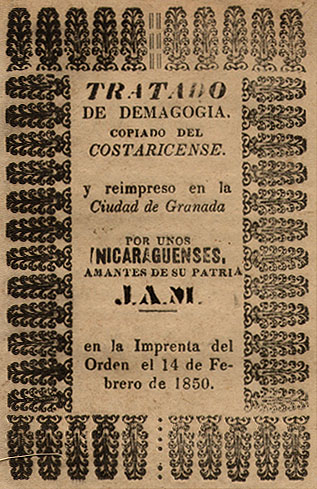 TRATADO
DE DEMAGOGIA.
COPIADO DEL
COSTARICENSE.
y reimpreso en la
Ciudad de Granada
POR UNOS
NICARAGUENSES,
AMANTES DE SU PATRIA
J.A.M.
en la Imprenta del
Orden el 14 de Fe-
brero de 1850.